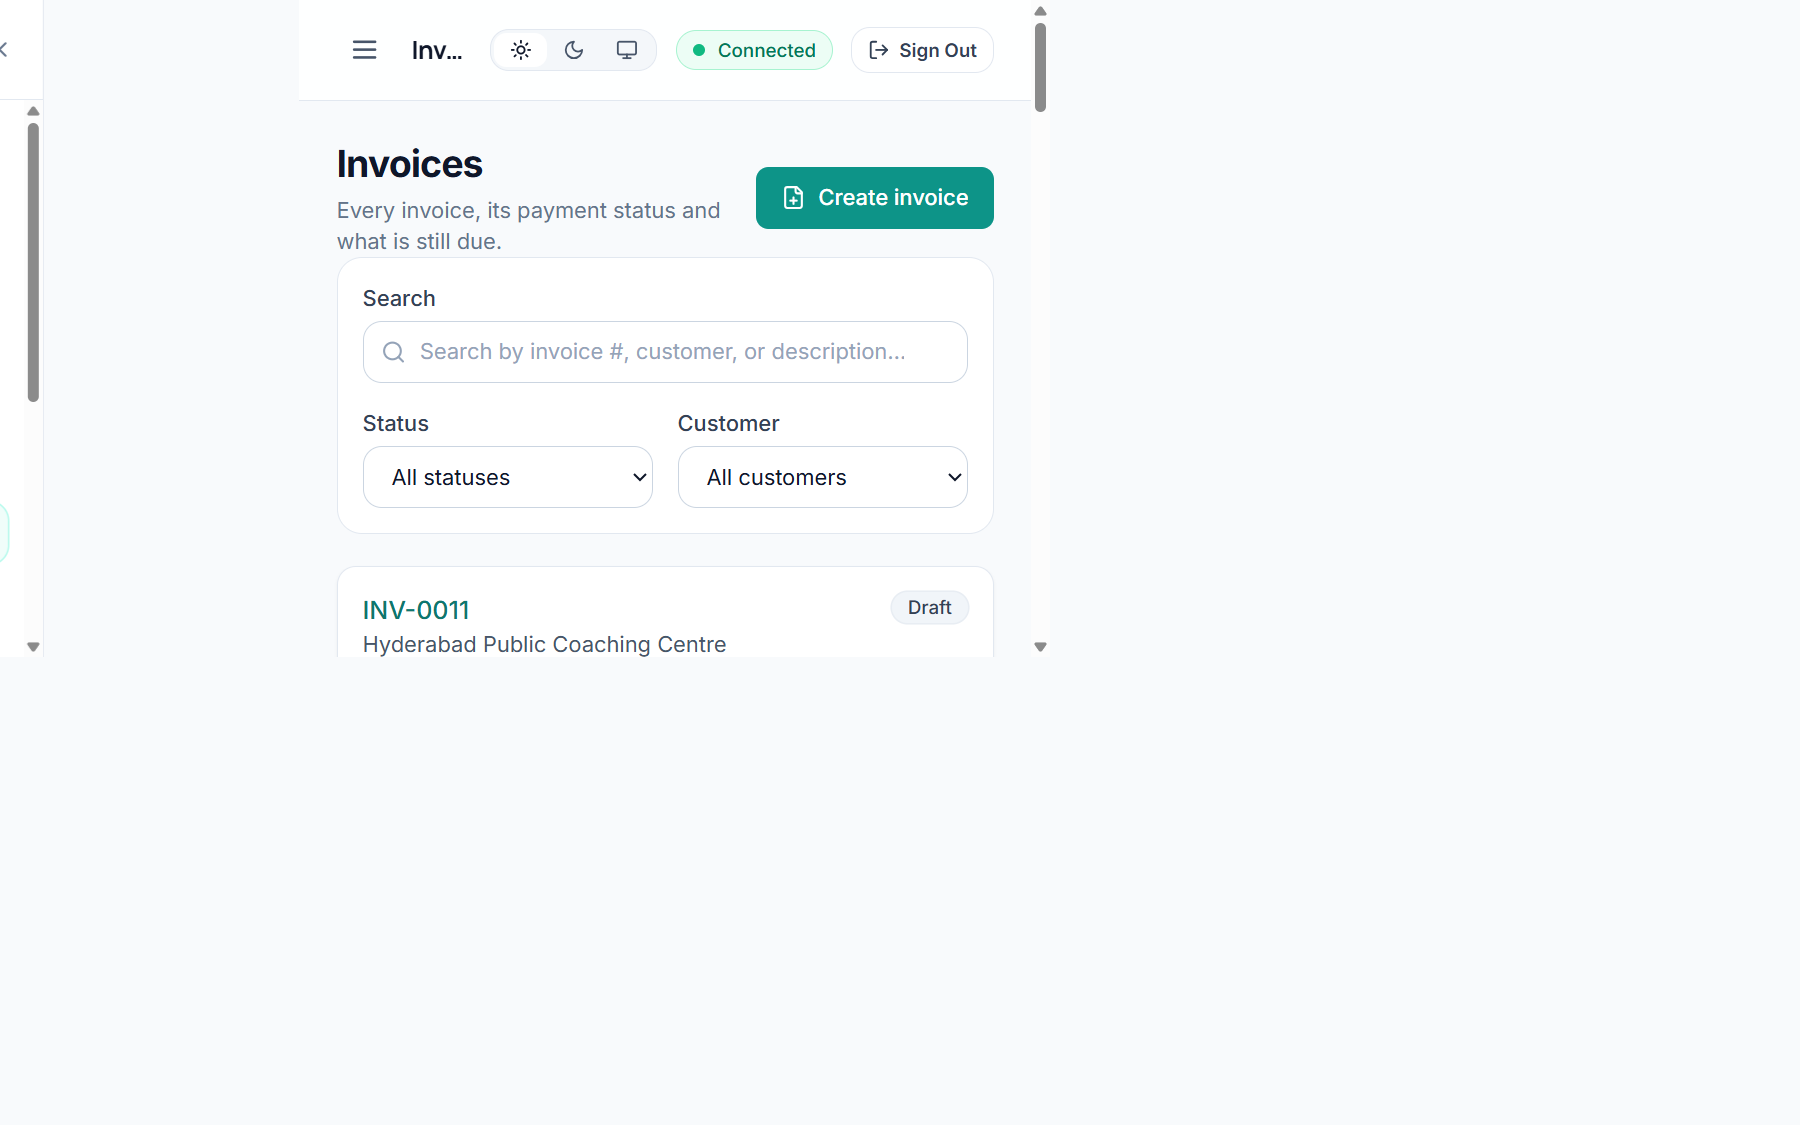 Inv...
Connected
Sign Out
Invoices
Every invoice, its payment status and
what is still due.
Create invoice
Search
Search by invoice #, customer, or description...
Status
Customer
All statuses
All customers
INV-0011
Draft
Hyderabad Public Coaching Centre